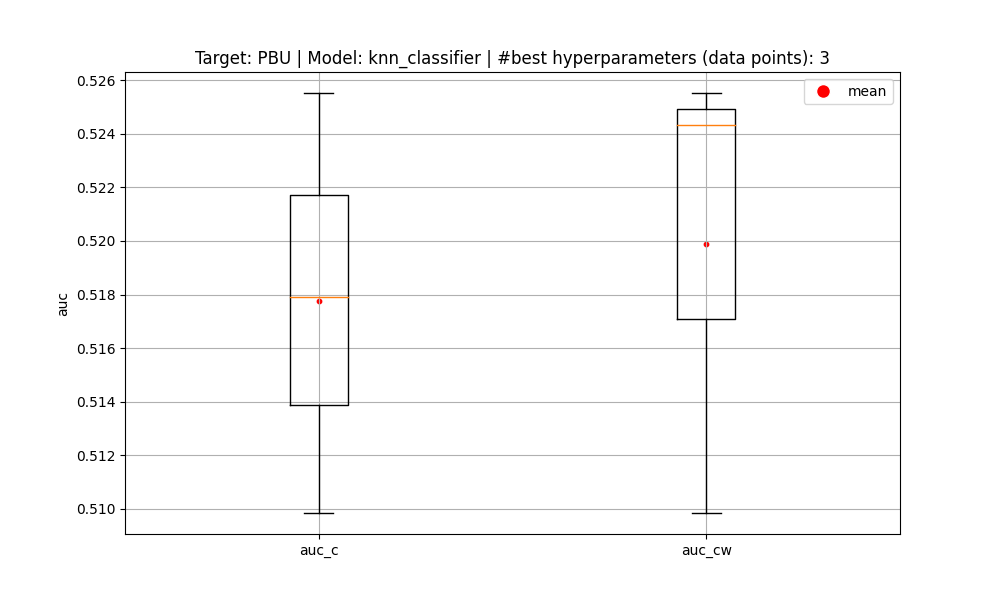 Target: PBU | Model: knn_classifier | #best hyperparameters (data points): 3
mean
auc
0.526
0.524
0.522
0.520
0.518
0.516
0.514
0.512
0.510
auc_c
auc_cw